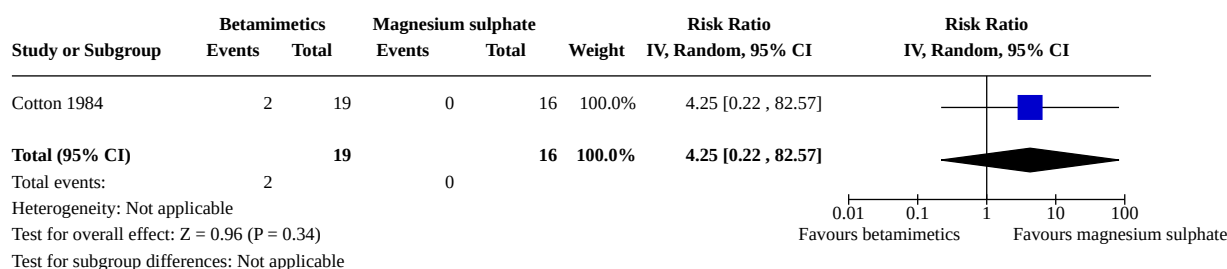 Betamimetics Magnesium sulphate Risk Ratio Risk Ratio
Study or Subgroup Events Total Events Total Weight IV, Random, 95% CI IV, Random, 95% CI
Cotton 1984 2 19 0 16 100.0% 4.25 [0.22 , 82.57]
Total (95% CI) 19 16 100.0% 4.25 [0.22 , 82.57]
Total events: 2 0
Heterogeneity: Not applicable
0.01 0.1 1 10 100
Test for overall effect: Z = 0.96 (P = 0.34) Favours betamimetics Favours magnesium sulphate
Test for subgroup differences: Not applicable